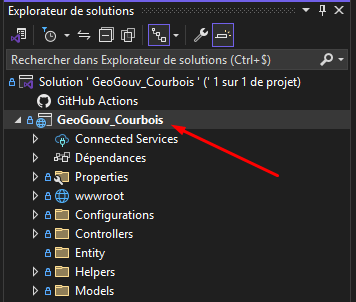 Explorateur de solutions
Rechercher dans Explorateur de solutions (Ctrl+$)
Solution ' GeoGouv_Courbois ' (' 1 sur 1 de projet)
GitHub Actions
GeoGouv_Courbois
Connected Services
Dépendances
Properties
wwwroot
Configurations
Controllers
Entity
Helpers
Models